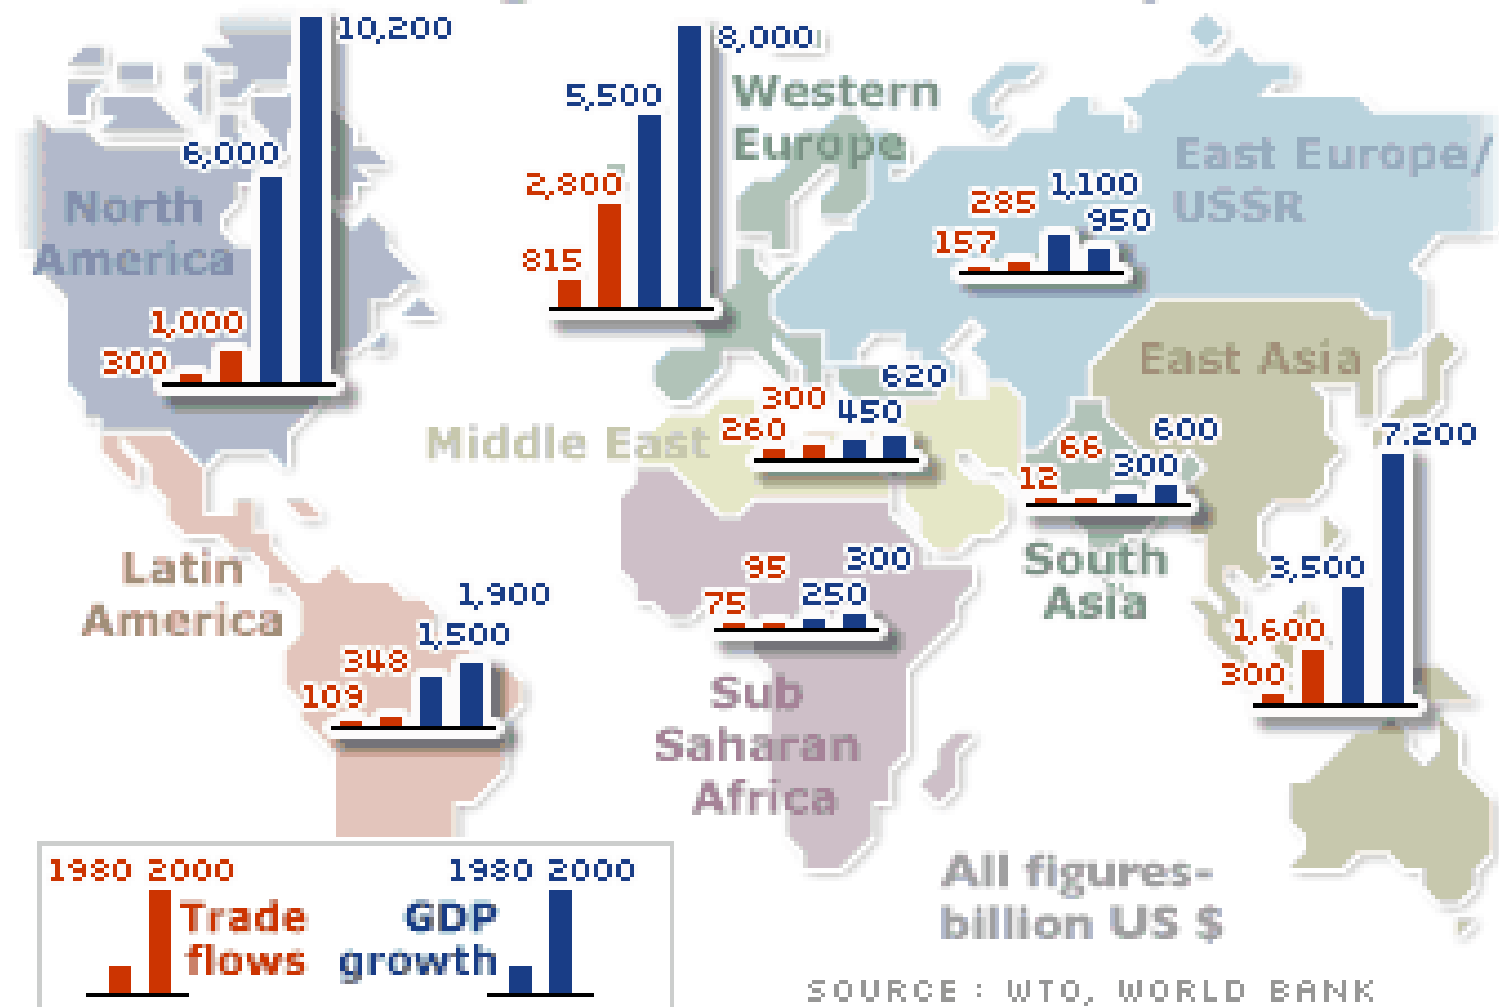 10,200
8,000
Western
Europe
5,500
6,000
East Europe/
USSR
1,100
2,800
285
950
North
America
157
815
1,000
300
East Asia
620
300
450
Middle East
260
7.200
600
66
300
12
Latin
America
South
Asia
300
95
250
75
3,500
1,900
1,500
348
109
1,600
300
Sub
Saharan
Africa
1980 2000
Trade
flows
1980 2000
GDP
growth
All figures-
billion US $
SOURCE: WTO, WORLD BANK